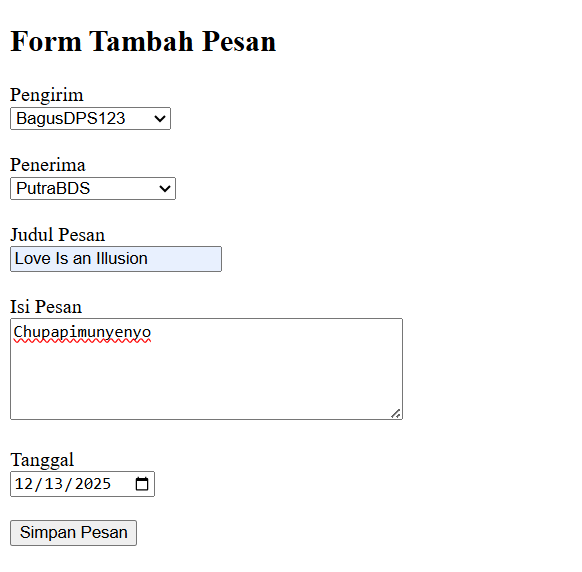 Form Tambah Pesan
Pengirim
BagusDPS123
Penerima
PutraBDS
Judul Pesan
Love Is an Illusion
Isi Pesan
Chupapimunyenyo
Tanggal
12/13/2025
Simpan Pesan